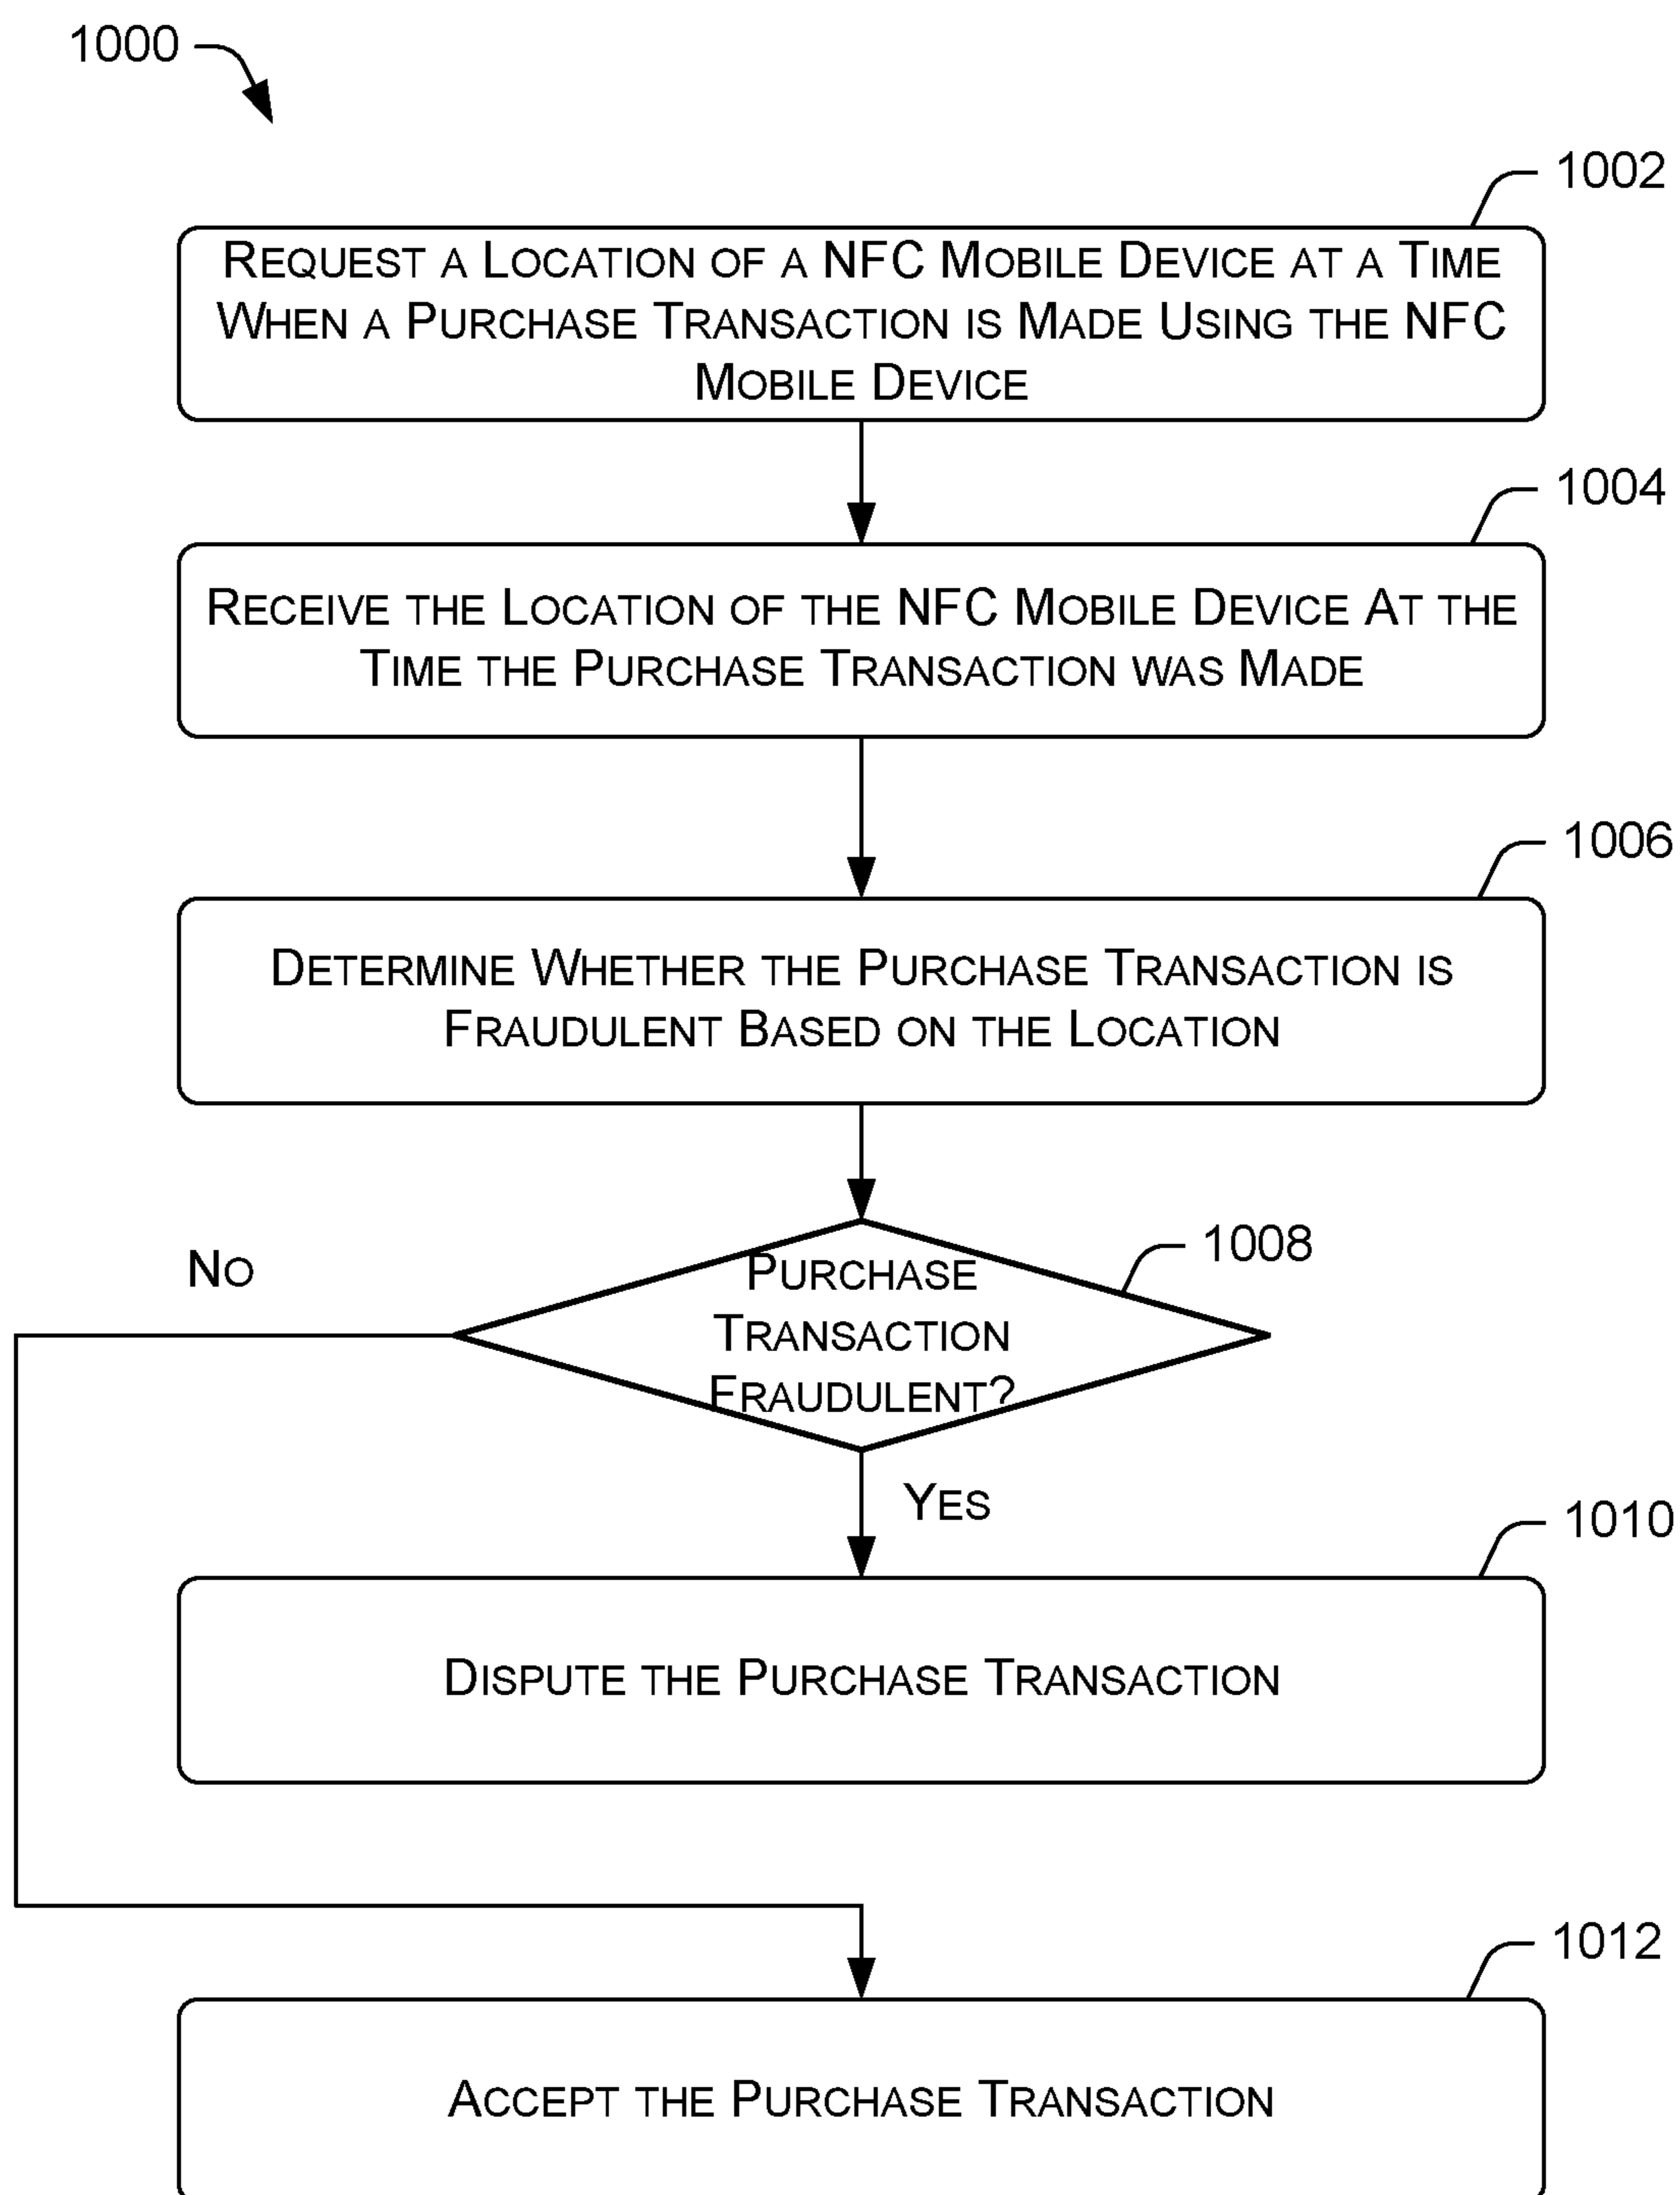 1000
1002
REQUEST A LOCATION OF A NFC MOBILE DEVICE AT A TIME
WHEN A PURCHASE TRANSACTION IS MADE USING THE NFC
MOBILE DEVICE
1004
RECEIVE THE LOCATION OF THE NFC MOBILE DEVICE AT THE
TIME THE PURCHASE TRANSACTION WAS MADE
1006
DETERMINE WHETHER THE PURCHASE TRANSACTION IS
FRAUDULENT BASED ON THE LOCATION
1008
NO
PURCHASE
TRANSACTION
FRAUDULENT?
YES
1010
DISPUTE THE PURCHASE TRANSACTION
1012
ACCEPT THE PURCHASE TRANSACTION